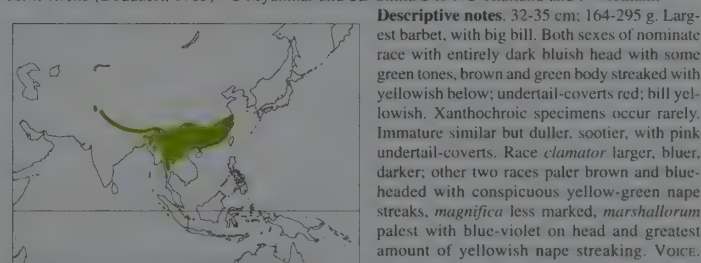 Descriptive notes. 32-35 cm; 164-295 g. Larg-
est barbet, with big bill. Both sexes of nominate
race with entirely dark bluish head with some
green tones, brown and green body streaked with
yellowish below; undertail-coverts red; bill yel-
lowish. Xanthochroic specimens occur rarely.
Immature similar but duller, sootier, with pink
undertail-coverts. Race clamator larger, bluer,
darker; other two races paler brown and blue-
headed with conspicuous yellow-green nape
streaks, magnifica less marked, marshallorum
palest with blue-violet on head and greatest
amount of yellowish nape streaking. VOICE.